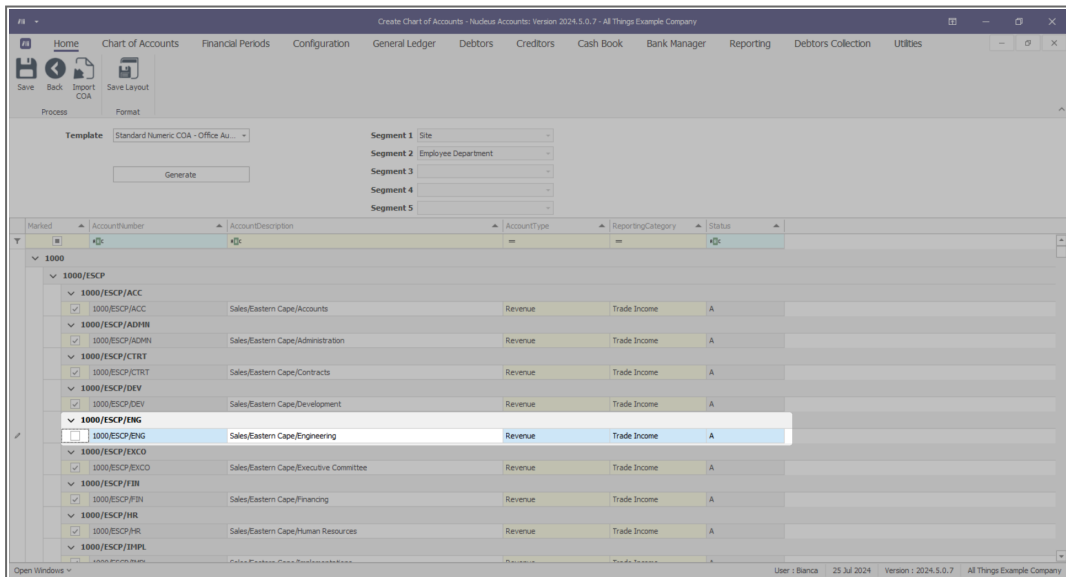 Create Chart of Accounts - Nucleus Accounts: Version 2024.5.0.7 - All Things Example Company
Home Chart of Accounts Financial Periods Configuration General Ledger Debtors Creditors Cash Book Bank Manager Reporting Debtors Collection Utilities
Save Back Import COA Save Layout
Process Format
Template Standard Numeric COA - Office Au... Segment 1 Site
Segment 2 Employee Department
Generate Segment 3
Segment 4
Segment 5
Marked AccountNumber AccountDescription AccountType ReportingCategory Status
= =
1000
1000/ESCP
1000/ESCP/ACC
1000/ESCP/ACC Sales/Eastern Cape/Accounts Revenue Trade Income A
1000/ESCP/ADMN
1000/ESCP/ADMN Sales/Eastern Cape/Administration Revenue Trade Income A
1000/ESCP/CTRT
1000/ESCP/CTRT Sales/Eastern Cape/Contracts Revenue Trade Income A
1000/ESCP/DEV
1000/ESCP/DEV Sales/Eastern Cape/Development Revenue Trade Income A
1000/ESCP/ENG
1000/ESCP/ENG Sales/Eastern Cape/Engineering Revenue Trade Income A
1000/ESCP/EXCO
1000/ESCP/EXCO Sales/Eastern Cape/Executive Committee Revenue Trade Income A
1000/ESCP/FIN
1000/ESCP/FIN Sales/Eastern Cape/Financing Revenue Trade Income A
1000/ESCP/HR
1000/ESCP/HR Sales/Eastern Cape/Human Resources Revenue Trade Income A
1000/ESCP/IMPL
Open Windows User : Bianca 25 Jul 2024 Version : 2024.5.0.7 All Things Example Company